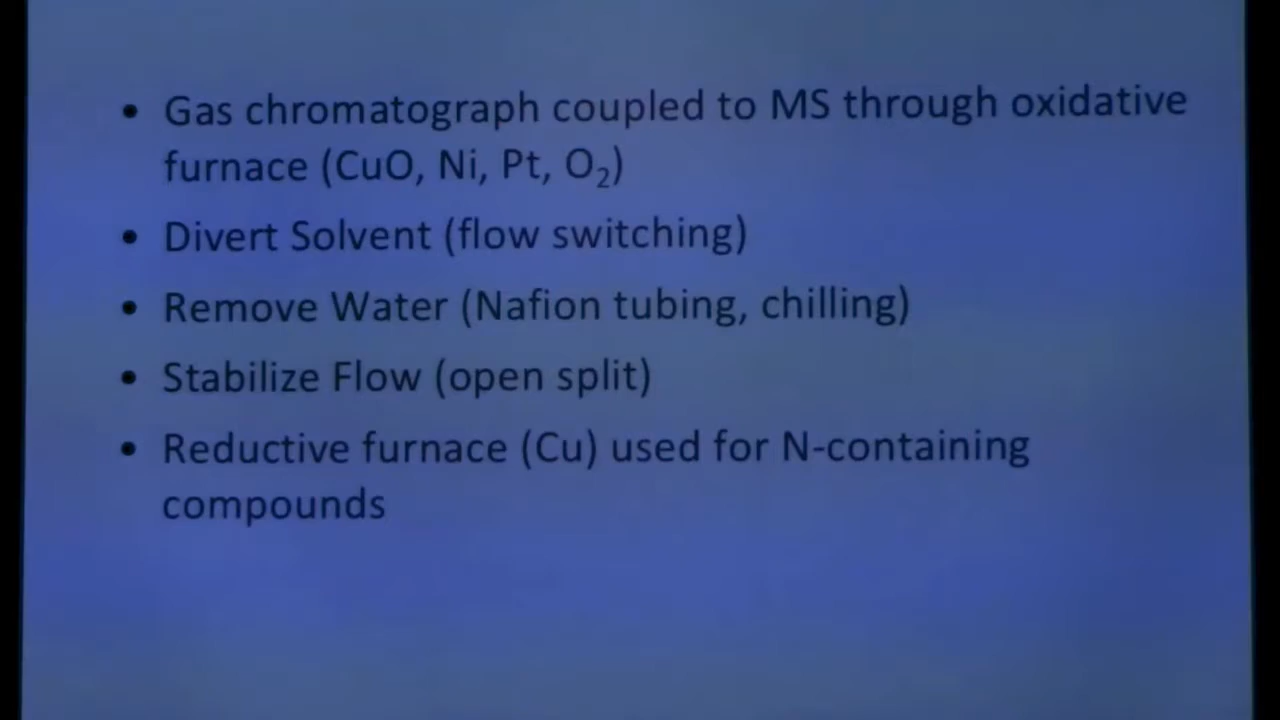 • Gas chromatograph coupled to MS through oxidative
furnace (CuO, Ni, Pt, O₂)
• Divert Solvent (flow switching)
• Remove Water (Nafion tubing, chilling)
• Stabilize Flow (open split)
• Reductive furnace (Cu) used for N-containing
compounds